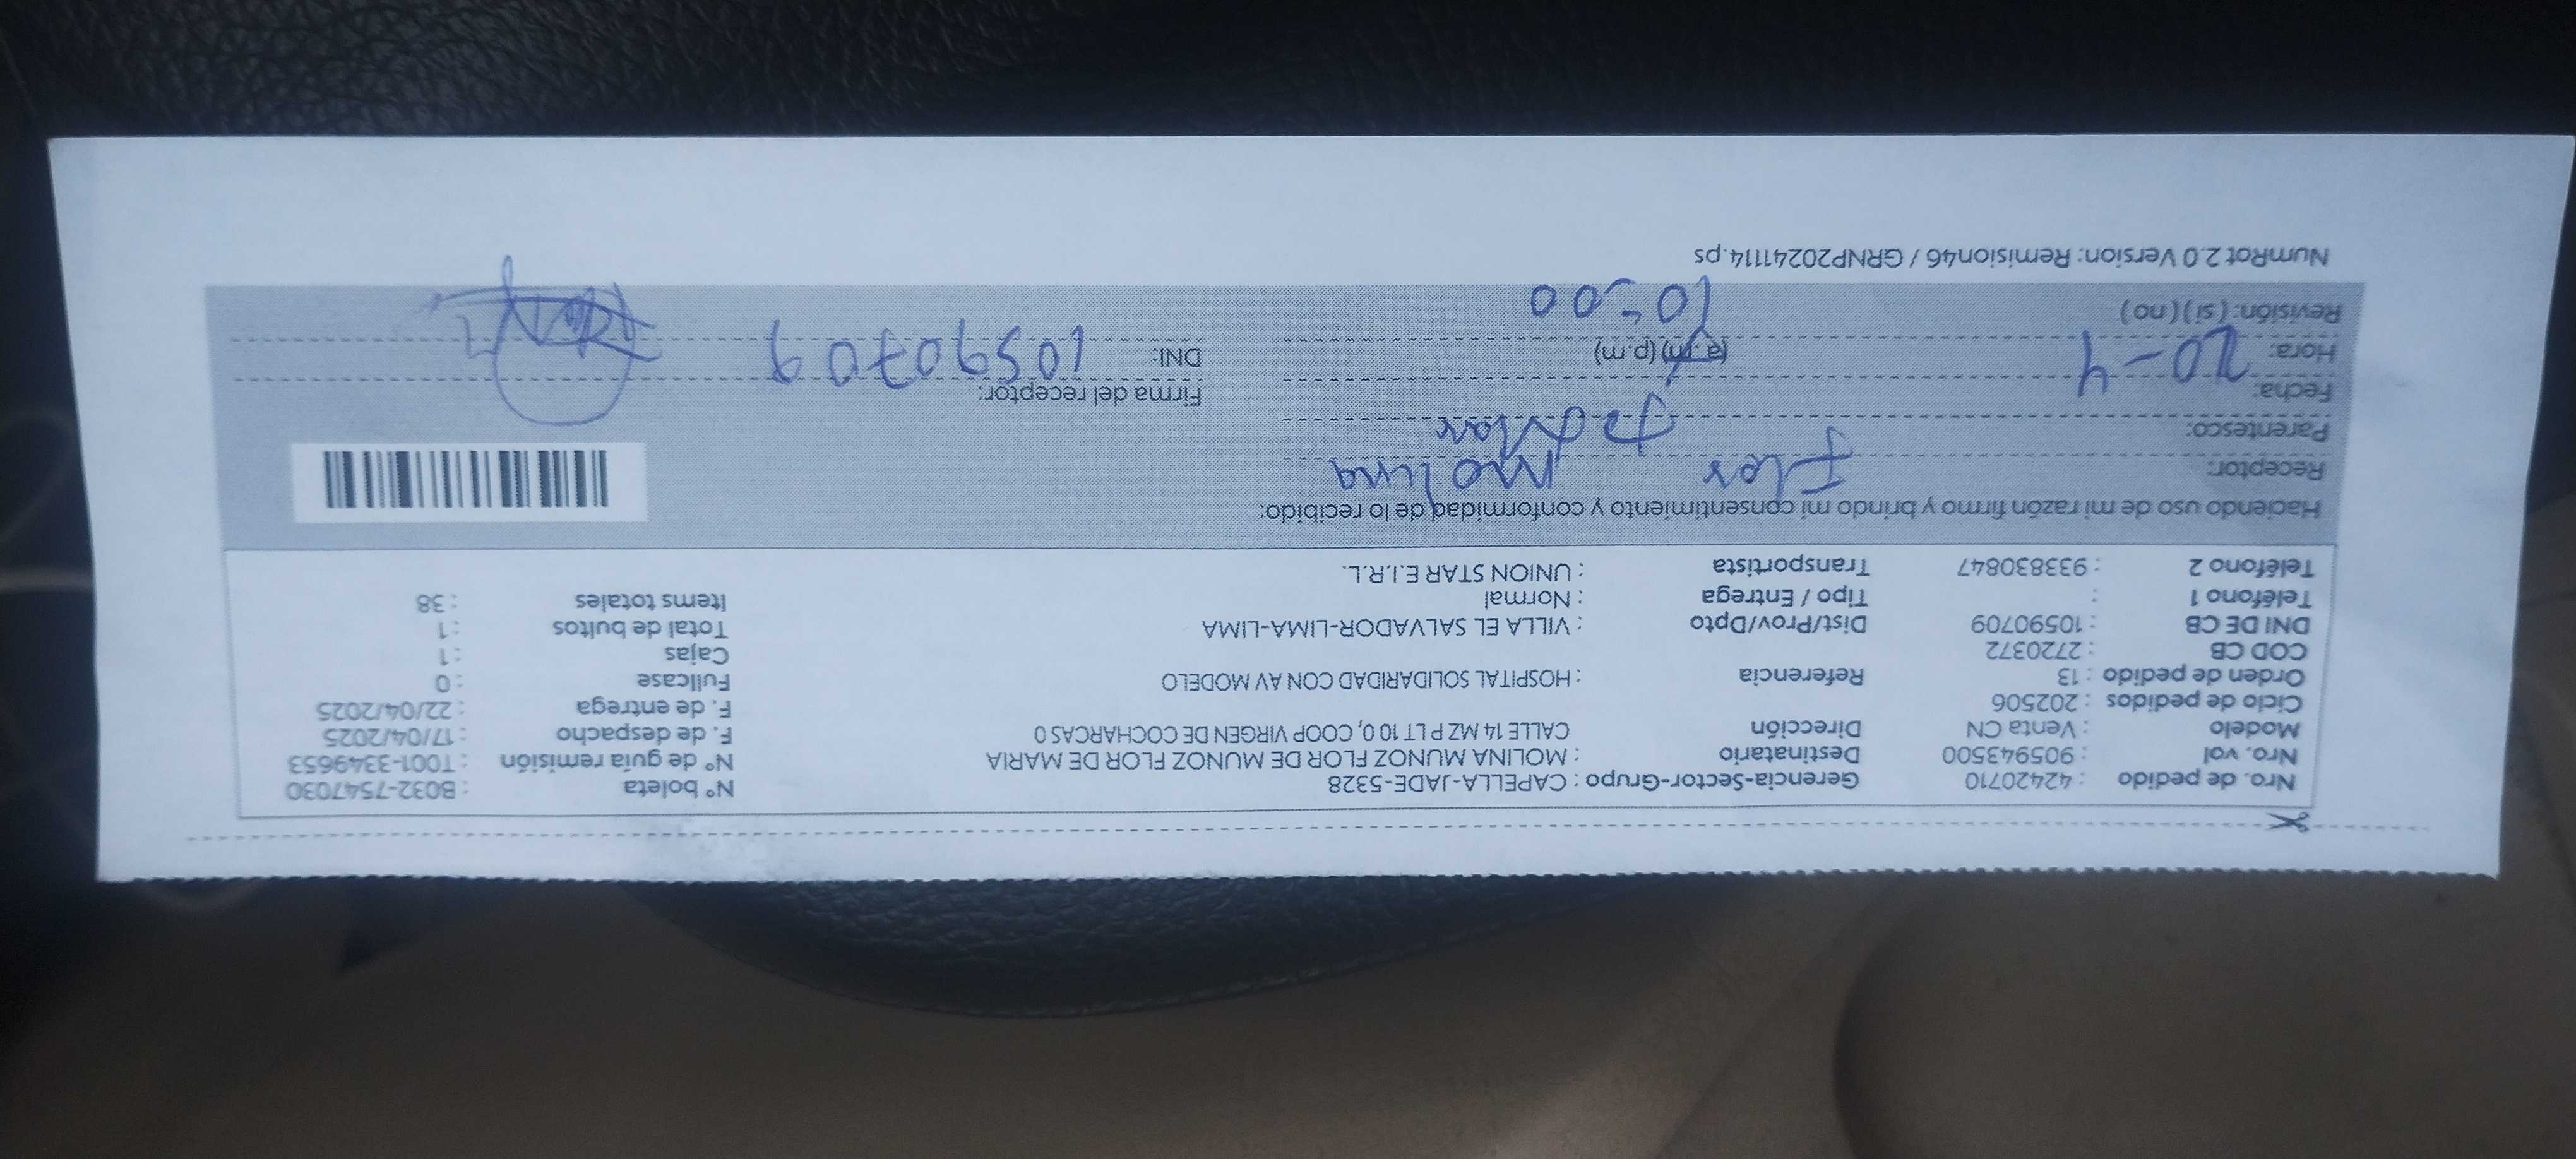 Nro. de pedido : 42420710 Gerencia-Sector-Grupo : CAPELLA-JADE-5328 N° boleta : B032-7547030
Nro. vol : 905943500 Destinatario : MOLINA MUNOZ FLOR DE MUNOZ FLOR DE MARIA N° de guía remisión : T001-3349653
Modelo : Venta CN Dirección CALLE 14 MZ P LT 10 0, COOP VIRGEN DE COCHARCAS 0 F. de despacho : 17/04/2025
Ciclo de pedidos : 202506 F. de entrega : 22/04/2025
Orden de pedido : 13 Referencia : HOSPITAL SOLIDARIDAD CON AV MODELO Fullcase : 0
COD CB : 2720372 Cajas : 1
DNI DE CB : 10590709 Dist/Prov/Dpto : VILLA EL SALVADOR-LIMA-LIMA Total de bultos : 1
Teléfono 1 : Tipo / Entrega : Normal Items totales : 38
Teléfono 2 : 933830847 Transportista : UNION STAR E.I.R.L.
Haciendo uso de mi razón firmo y brindo mi consentimiento y conformidad de lo recibido:
Receptor: Flor molina
Parentesco:
Fecha: 20-4 Firma del receptor:
Hora: 10:00 (a.m) (p.m) DNI: 10590709
Revisión: ( si ) ( no )
NumRot 2.0 Version: Remision46 / GRNP20241114.ps